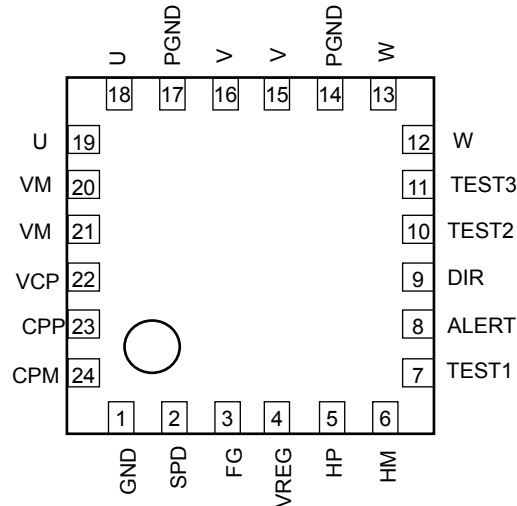 U PGND V V PGND W
18 17 16 15 14 13
U 19 12 W
VM 20 11 TEST3
VM 21 10 TEST2
VCP 22 9 DIR
CPP 23 8 ALERT
CPM 24 7 TEST1
1 2 3 4 5 6
GND SPD FG VREG HP HM